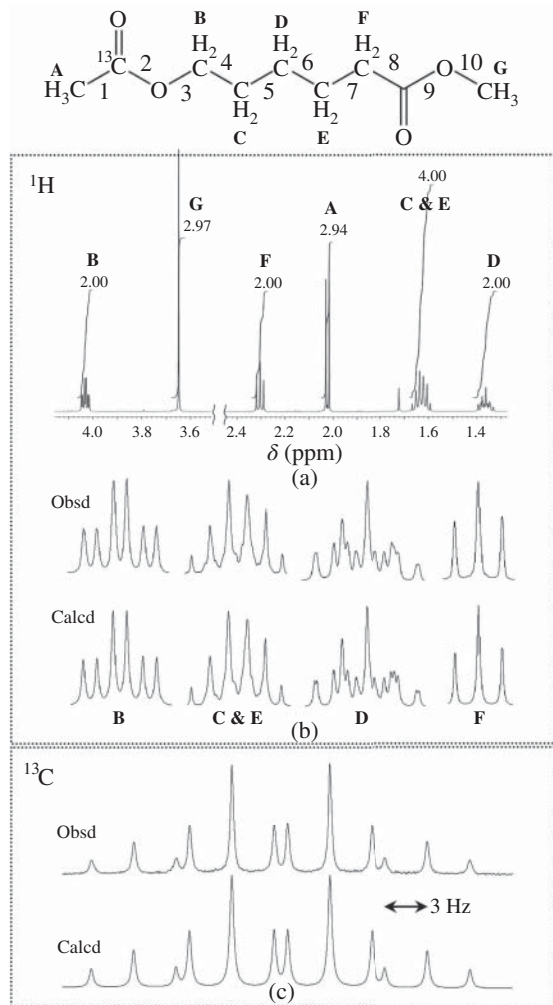 O
B D F
H₂ H₂ H₂
A 13C 2 C 4 C 6 C 8 O 10 G
H₃C 1 O 3 C 5 C 7 C 9 CH₃
H₂ H₂ O
C E
¹H
G 2.97
A 2.94
4.00
C & E
B 2.00
F 2.00
D 2.00
4.0 3.8 3.6 2.4 2.2 2.0 1.8 1.6 1.4
δ (ppm)
(a)
Obsd
Calcd
B C & E D F
(b)
¹³C
Obsd
3 Hz
Calcd
(c)